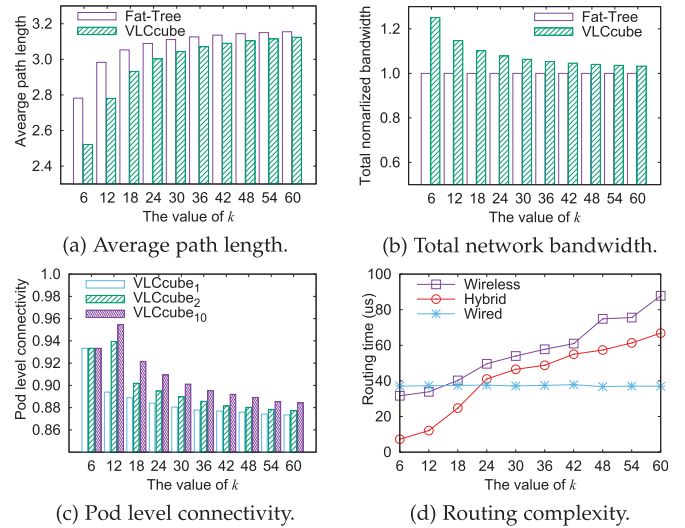 Fat-Tree
VLCcube
Avearge path length
3.2
3.0
2.8
2.6
2.4
6 12 18 24 30 36 42 48 54 60
The value of k
(a) Average path length.
Fat-Tree
VLCcube
Total nomarlized bandwidth
1.2
1.0
0.8
0.6
6 12 18 24 30 36 42 48 54 60
The value of k
(b) Total network bandwidth.
VLCcube1
VLCcube2
VLCcube10
Pod level connectivity
1.0
0.98
0.96
0.94
0.92
0.90
0.88
0.86
6 12 18 24 30 36 42 48 54 60
The value of k
(c) Pod level connectivity.
Wireless
Hybrid
Wired
Routing time (us)
100
80
60
40
20
0
6 12 18 24 30 36 42 48 54 60
The value of k
(d) Routing complexity.